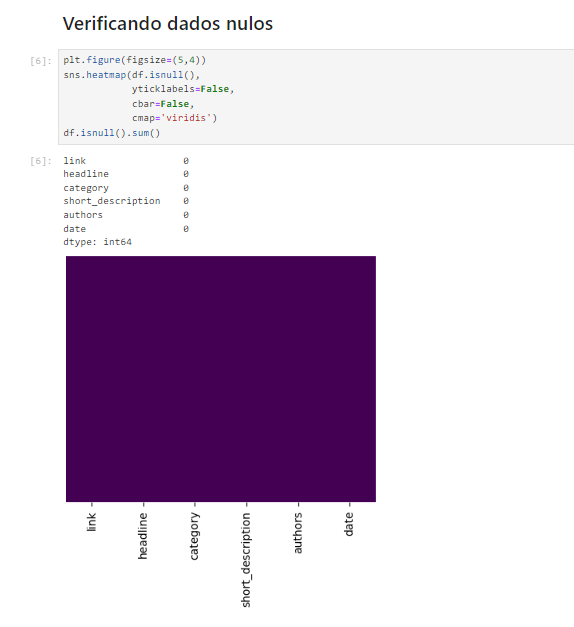 Verificando dados nulos
[6]: plt.figure(figsize=(5,4))
sns.heatmap(df.isnull(),
yticklabels=False,
cbar=False,
cmap='viridis')
df.isnull().sum()
[6]: link 0
headline 0
category 0
short_description 0
authors 0
date 0
dtype: int64
link headline category short_description authors date